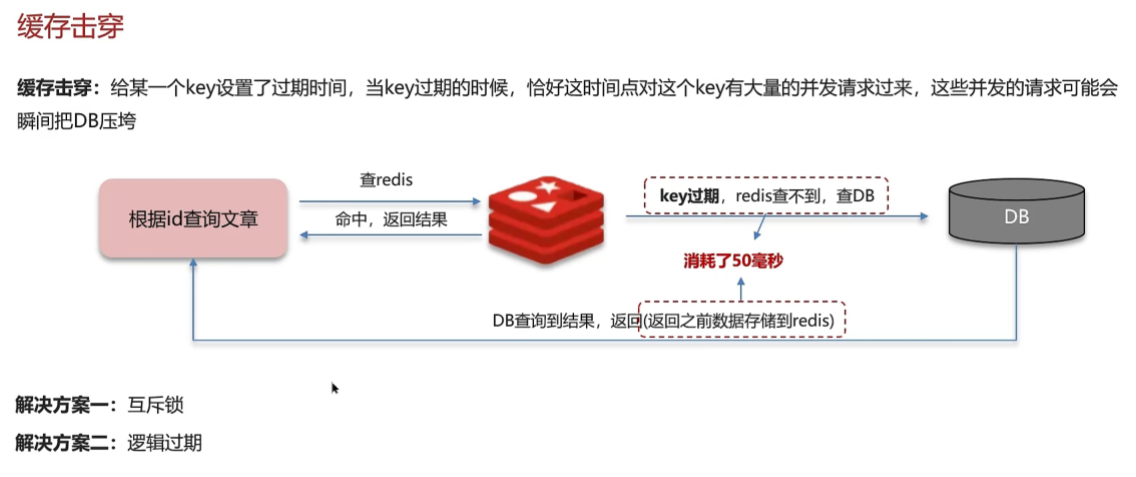 缓存击穿
缓存击穿：给某一个key设置了过期时间，当key过期的时候，恰好这时间点对这个key有大量的并发请求过来，这些并发的请求可能会
瞬间把DB压垮
查redis
key过期，redis查不到，查DB
根据id查询文章
命中，返回结果
DB
消耗了50毫秒
DB查询到结果，返回(返回之前数据存储到redis)
解决方案一：互斥锁
解决方案二：逻辑过期